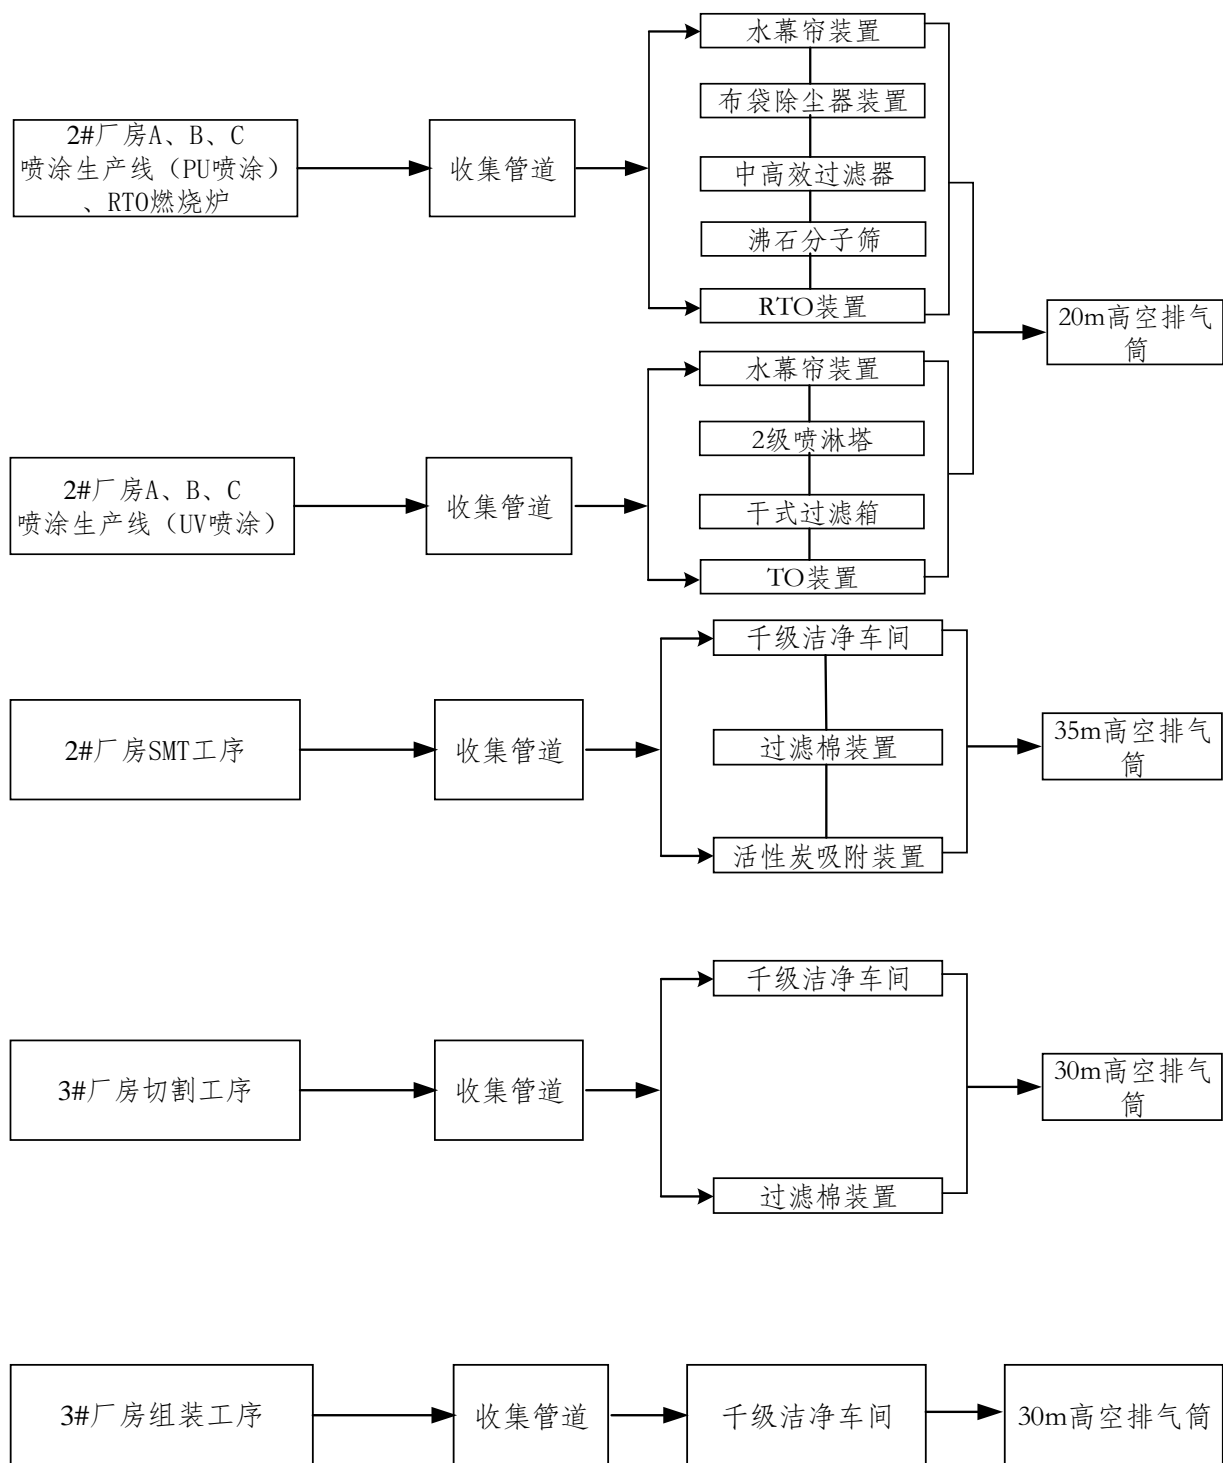 2#厂房A、B、C
喷涂生产线（PU喷涂）
、RTO燃烧炉
收集管道
水幕帘装置
布袋除尘器装置
中高效过滤器
沸石分子筛
RTO装置
20m高空排气
筒
2#厂房A、B、C
喷涂生产线（UV喷涂）
收集管道
水幕帘装置
2级喷淋塔
干式过滤箱
TO装置
2#厂房SMT工序
收集管道
千级洁净车间
过滤棉装置
活性炭吸附装置
35m高空排气
筒
3#厂房切割工序
收集管道
千级洁净车间
过滤棉装置
30m高空排气
筒
3#厂房组装工序
收集管道
千级洁净车间
30m高空排气筒